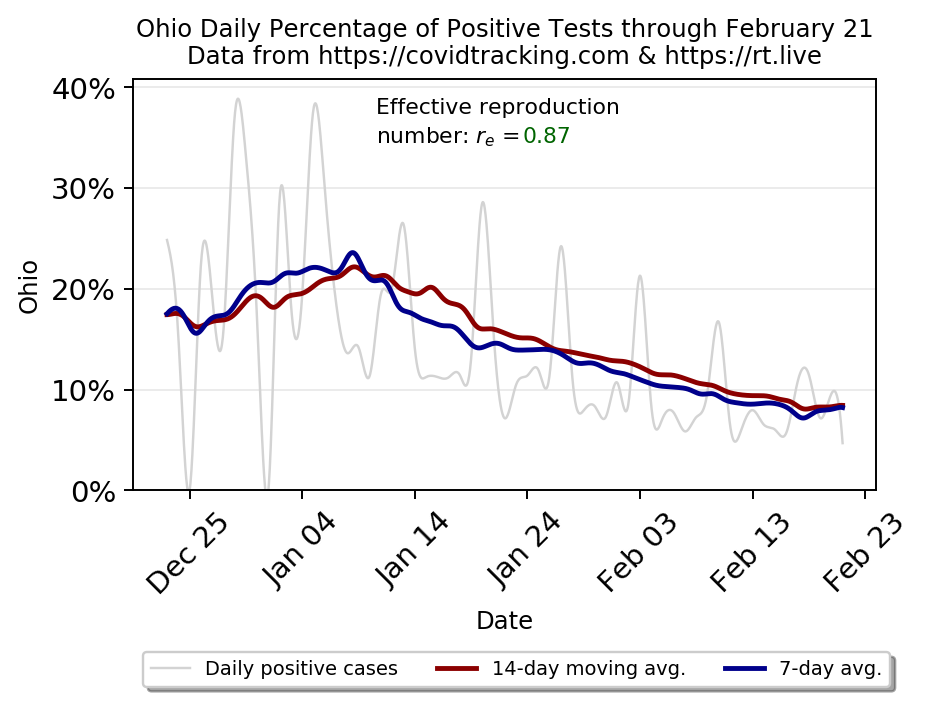 Ohio Daily Percentage of Positive Tests through February 21
Data from https://covidtracking.com & https://rt.live
40%
Effective reproduction
number: rₑ = 0.87
30%
20%
10%
0%
Ohio
Dec 25
Jan 04
Jan 14
Jan 24
Feb 03
Feb 13
Feb 23
Date
Daily positive cases
14-day moving avg.
7-day avg.